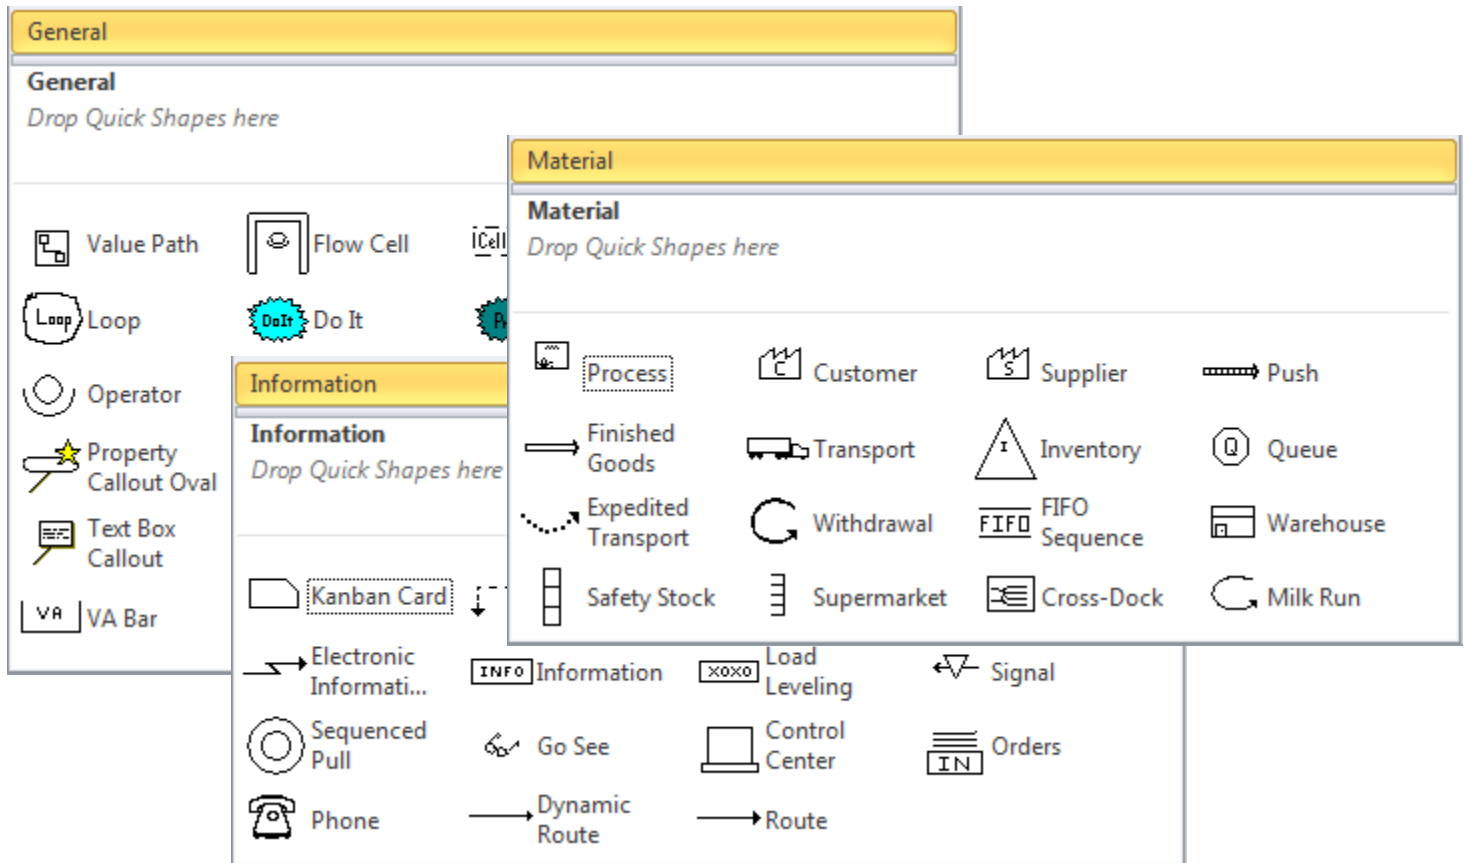 General
General
Drop Quick Shapes here
Value Path
Flow Cell
Cell
Loop
Loop
DoIt
Do It
Operator
Property
Callout Oval
Text Box
Callout
VA
VA Bar
Information
Information
Drop Quick Shapes here
Kanban Card
Electronic
Informati...
INFO
Information
XOXO
Load
Leveling
Signal
Sequenced
Pull
Go See
Control
Center
IN
Orders
Phone
Dynamic
Route
Route
Material
Material
Drop Quick Shapes here
Process
C
Customer
S
Supplier
Push
Finished
Goods
Transport
I
Inventory
Q
Queue
Expedited
Transport
Withdrawal
FIFO
FIFO
Sequence
Warehouse
Safety Stock
Supermarket
Cross-Dock
Milk Run